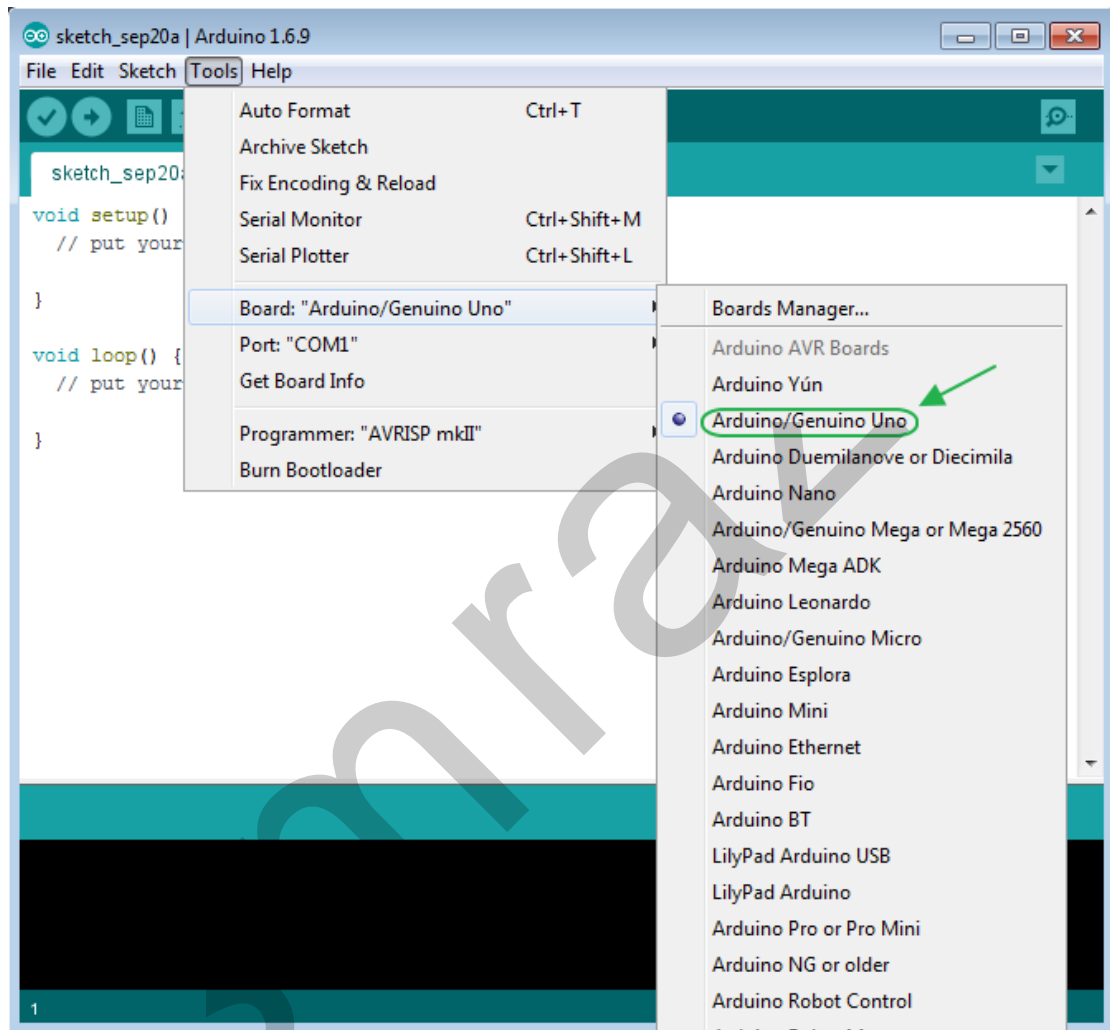 sketch_sep20a | Arduino 1.6.9
File Edit Sketch Tools Help
sketch_sep20a
void setup()
// put your
}
void loop() {
// put your
}
Auto Format Ctrl+T
Archive Sketch
Fix Encoding & Reload
Serial Monitor Ctrl+Shift+M
Serial Plotter Ctrl+Shift+L
Board: "Arduino/Genuino Uno"
Port: "COM1"
Get Board Info
Programmer: "AVRISP mkII"
Burn Bootloader
Boards Manager...
Arduino AVR Boards
Arduino Yún
Arduino/Genuino Uno
Arduino Duemilanove or Diecimila
Arduino Nano
Arduino/Genuino Mega or Mega 2560
Arduino Mega ADK
Arduino Leonardo
Arduino/Genuino Micro
Arduino Esplora
Arduino Mini
Arduino Ethernet
Arduino Fio
Arduino BT
LilyPad Arduino USB
LilyPad Arduino
Arduino Pro or Pro Mini
Arduino NG or older
Arduino Robot Control
1